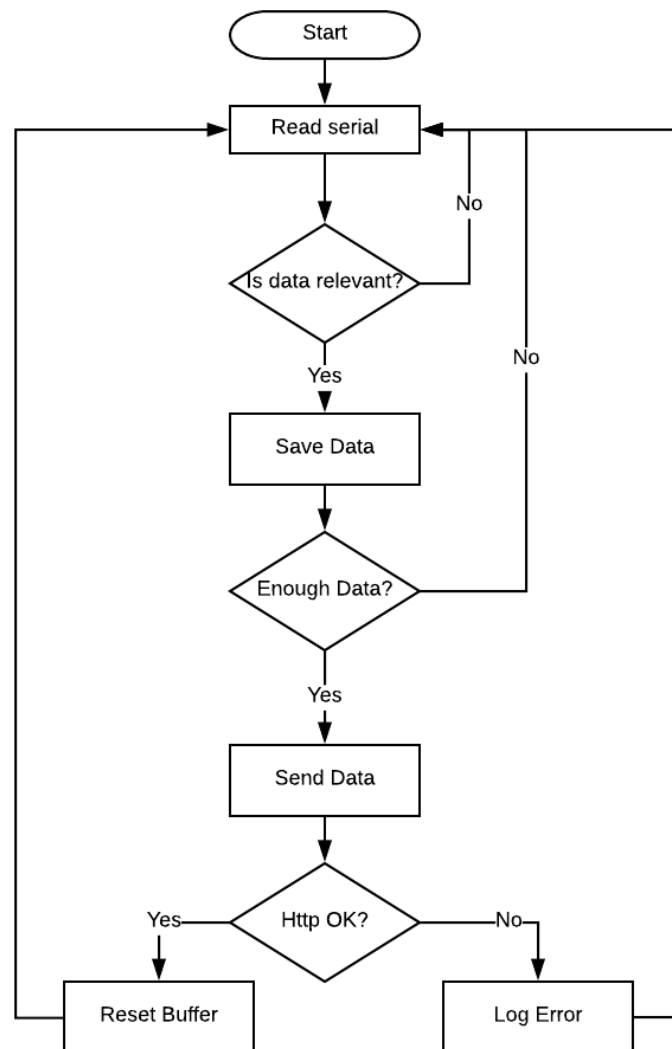 Start
Read serial
No
Is data relevant?
Yes
No
Save Data
Enough Data?
Yes
Send Data
Yes
Http OK?
No
Reset Buffer
Log Error